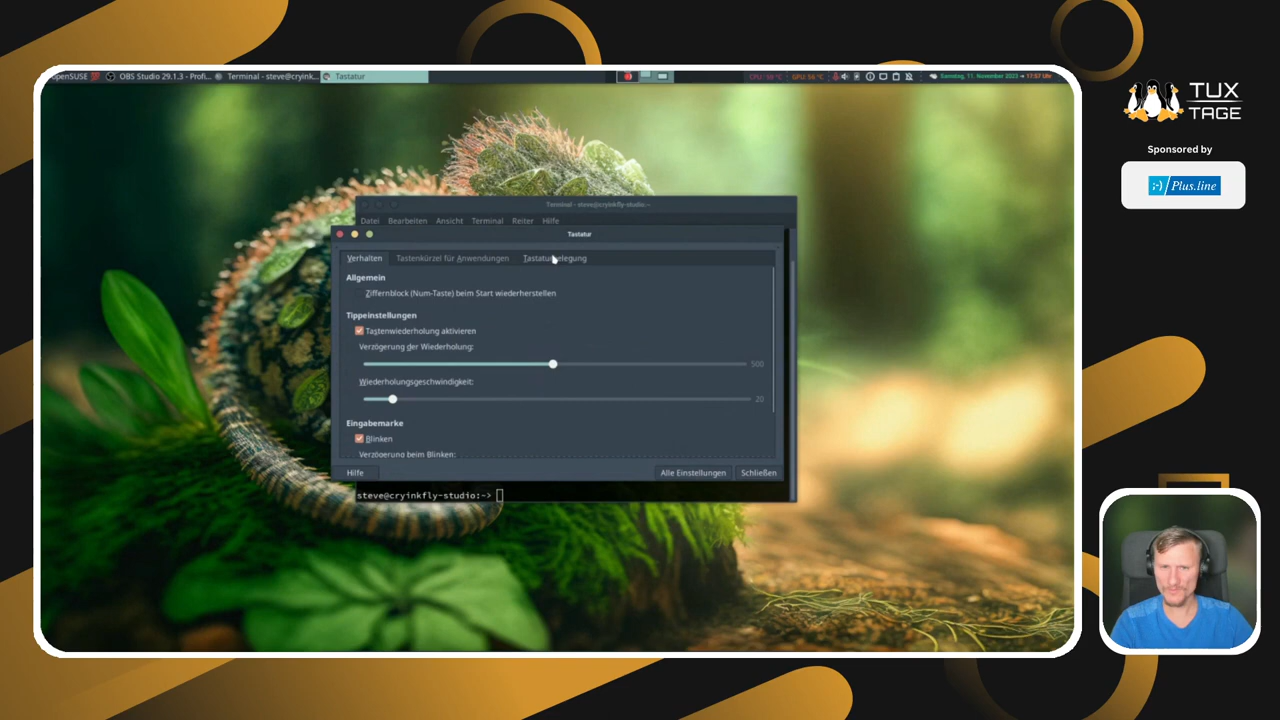 openSUSE
OBS Studio 29.1.3 - Profi...
Terminal - steve@cryink...
Tastatur
Samstag, 11. November 2023 ➔ 17:57 Uhr
TUX
TAGE
Sponsored by
:-) Plus.line
Terminal - steve@cryinkfly-studio:~
Datei Bearbeiten Ansicht Terminal Reiter Hilfe
Tastatur
Verhalten Tastenkürzel für Anwendungen Tastaturbelegung
Allgemein
Ziffernblock (Num-Taste) beim Start wiederherstellen
Tippeinstellungen
Tastenwiederholung aktivieren
Verzögerung der Wiederholung:
500
Wiederholungsgeschwindigkeit:
20
Eingabemarke
Blinken
Verzögerung beim Blinken:
Hilfe Alle Einstellungen Schließen
steve@cryinkfly-studio:~>